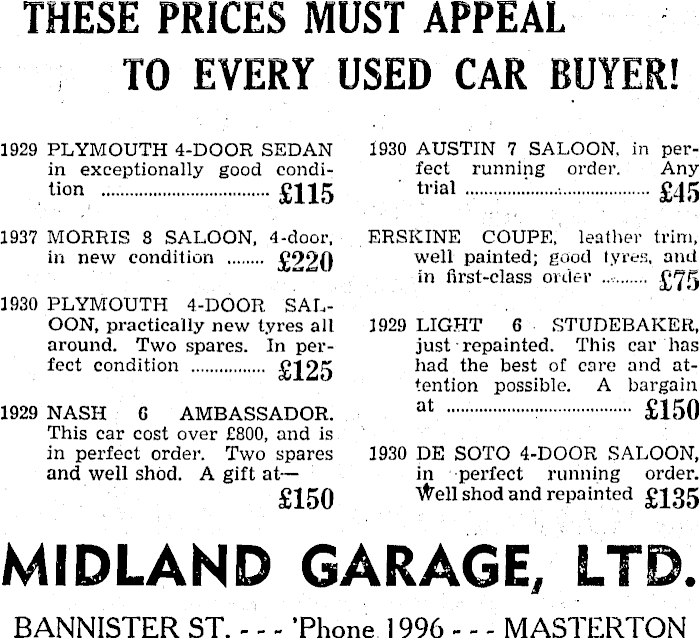 THESE PRICES MUST APPEAL
TO EVERY USED CAR BUYER!
1929 PLYMOUTH 4-DOOR SEDAN
in exceptionally good condi-
tion ................................ £115
1937 MORRIS 8 SALOON, 4-door,
in new condition ........ £220
1930 PLYMOUTH 4-DOOR SAL-
OON, practically new tyres all
around. Two spares. In per-
fect condition ................ £125
1929 NASH 6 AMBASSADOR.
This car cost over £800, and is
in perfect order. Two spares
and well shod. A gift at—
£150
1930 AUSTIN 7 SALOON, in per-
fect running order. Any
trial .................................. £45
ERSKINE COUPE, leather trim,
well painted; good tyres, and
in first-class order ......... £75
1929 LIGHT 6 STUDEBAKER,
just repainted. This car has
had the best of care and at-
tention possible. A bargain
at .................................. £150
1930 DE SOTO 4-DOOR SALOON,
in perfect running order.
Well shod and repainted £135
MIDLAND GARAGE, LTD.
BANNISTER ST. - - - 'Phone 1996 - - - MASTERTON